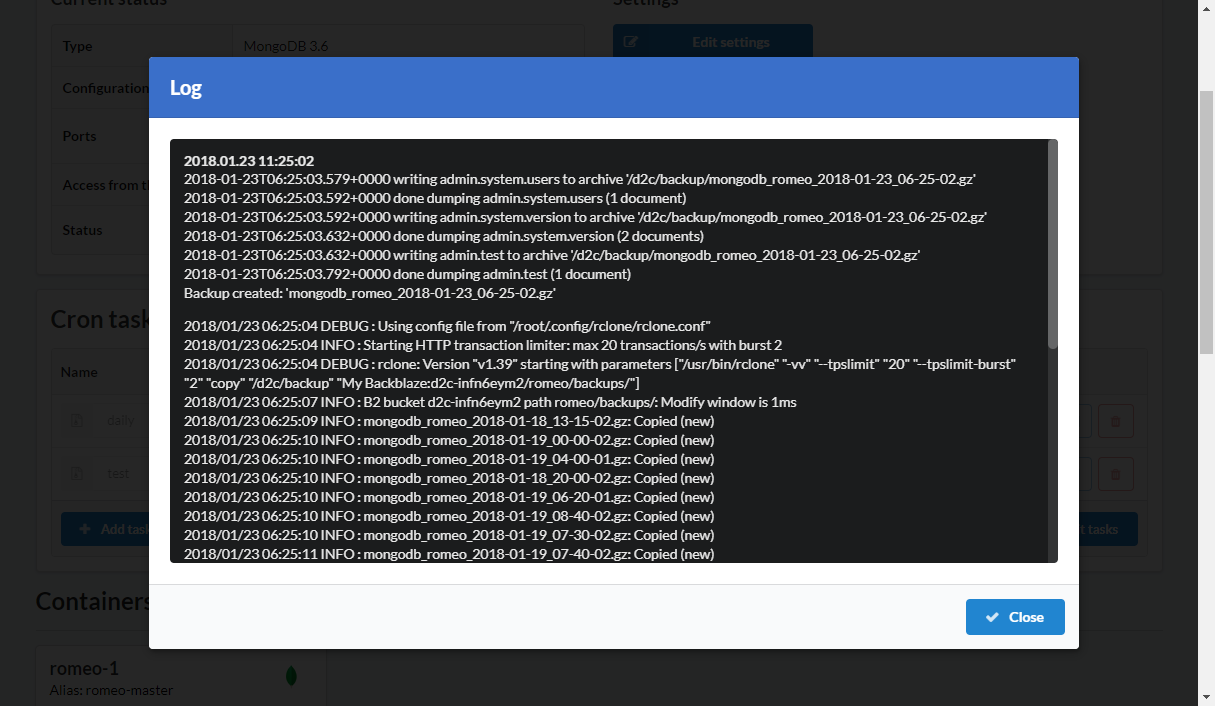 Current status
Settings
Type
MongoDB 3.6
Edit settings
Configuration
Ports
Access from t
Status
Log
2018.01.23 11:25:02
2018-01-23T06:25:03.579+0000 writing admin.system.users to archive '/d2c/backup/mongodb_romeo_2018-01-23_06-25-02.gz'
2018-01-23T06:25:03.592+0000 done dumping admin.system.users (1 document)
2018-01-23T06:25:03.592+0000 writing admin.system.version to archive '/d2c/backup/mongodb_romeo_2018-01-23_06-25-02.gz'
2018-01-23T06:25:03.632+0000 done dumping admin.system.version (2 documents)
2018-01-23T06:25:03.632+0000 writing admin.test to archive '/d2c/backup/mongodb_romeo_2018-01-23_06-25-02.gz'
2018-01-23T06:25:03.792+0000 done dumping admin.test (1 document)
Backup created: 'mongodb_romeo_2018-01-23_06-25-02.gz'
2018/01/23 06:25:04 DEBUG : Using config file from "/root/.config/rclone/rclone.conf"
2018/01/23 06:25:04 INFO : Starting HTTP transaction limiter: max 20 transactions/s with burst 2
2018/01/23 06:25:04 DEBUG : rclone: Version "v1.39" starting with parameters ["/usr/bin/rclone" "-vv" "--tpslimit" "20" "--tpslimit-burst"
"2" "copy" "/d2c/backup" "My Backblaze:d2c-infn6eym2/romeo/backups/"]
2018/01/23 06:25:07 INFO : B2 bucket d2c-infn6eym2 path romeo/backups/: Modify window is 1ms
2018/01/23 06:25:09 INFO : mongodb_romeo_2018-01-18_13-15-02.gz: Copied (new)
2018/01/23 06:25:10 INFO : mongodb_romeo_2018-01-19_00-00-02.gz: Copied (new)
2018/01/23 06:25:10 INFO : mongodb_romeo_2018-01-19_04-00-01.gz: Copied (new)
2018/01/23 06:25:10 INFO : mongodb_romeo_2018-01-18_20-00-02.gz: Copied (new)
2018/01/23 06:25:10 INFO : mongodb_romeo_2018-01-19_06-20-01.gz: Copied (new)
2018/01/23 06:25:10 INFO : mongodb_romeo_2018-01-19_08-40-02.gz: Copied (new)
2018/01/23 06:25:10 INFO : mongodb_romeo_2018-01-19_07-30-02.gz: Copied (new)
2018/01/23 06:25:11 INFO : mongodb_romeo_2018-01-19_07-40-02.gz: Copied (new)
Close
Cron task
Name
daily
test
Add task
t tasks
Containers
romeo-1
Alias: romeo-master